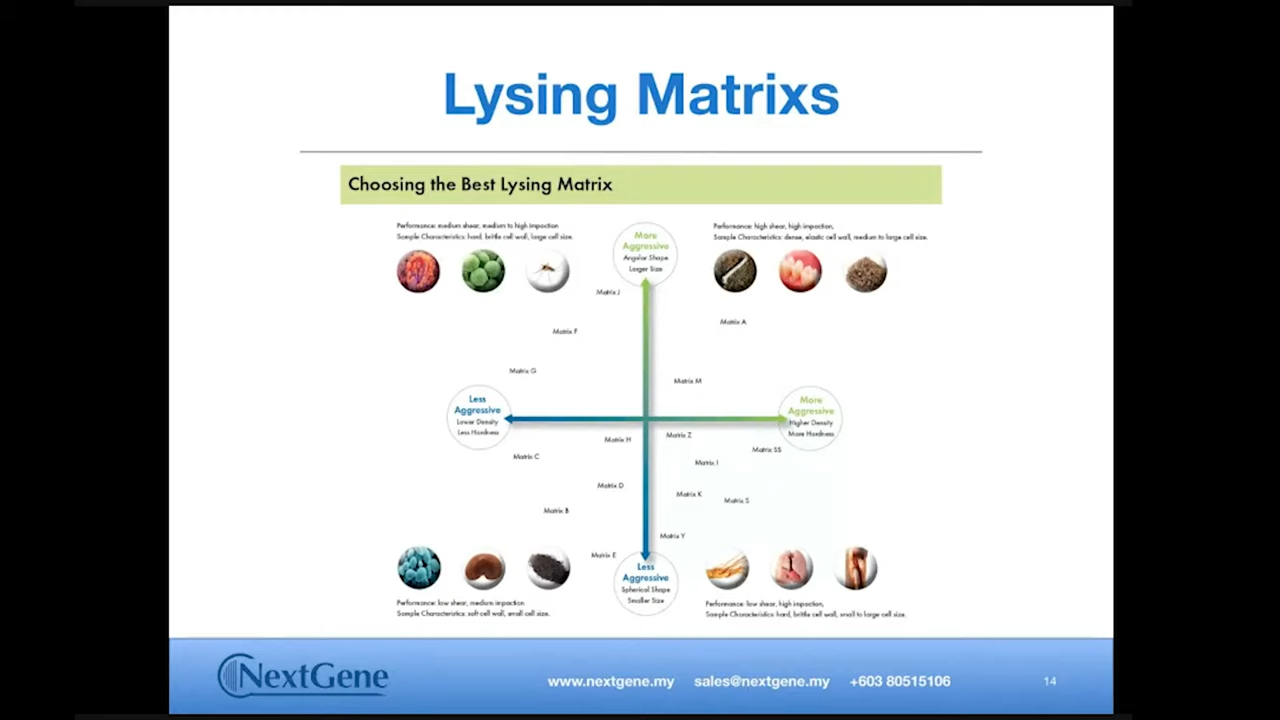 Lysing Matrixs
Choosing the Best Lysing Matrix
Performance: medium shear, medium to high impaction
Sample Characteristics: hard, brittle cell wall, large cell size.
Performance: high shear, high impaction,
Sample Characteristics: dense, elastic cell wall, medium to large cell size.
More
Aggressive
Angular Shape
Larger Size
Matrix J
Matrix A
Matrix F
Matrix G
Matrix M
Less
Aggressive
Lower Density
Less Hardness
More
Aggressive
Higher Density
More Hardness
Matrix H
Matrix Z
Matrix SS
Matrix C
Matrix I
Matrix D
Matrix K
Matrix S
Matrix B
Matrix Y
Matrix E
Less
Aggressive
Spherical Shape
Smaller Size
Performance: low shear, medium impaction
Sample Characteristics: soft cell wall, small cell size.
Performance: low shear, high impaction,
Sample Characteristics: hard, brittle cell wall, small to large cell size.
NextGene
www.nextgene.my sales@nextgene.my +603 80515106
14